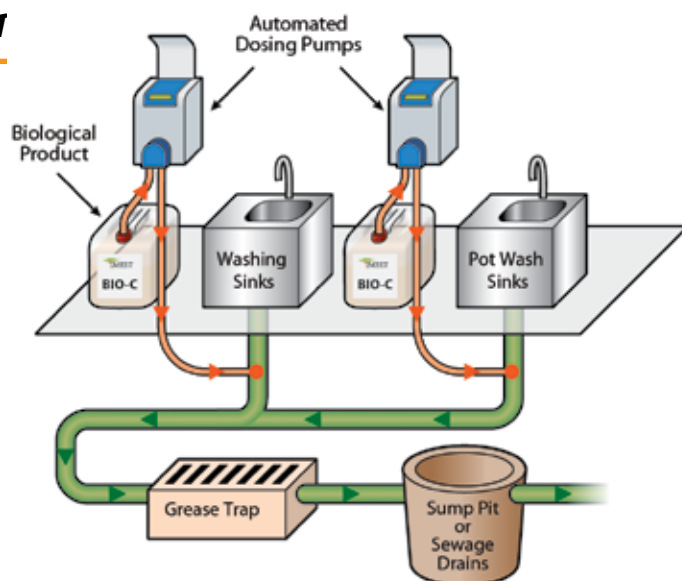 Automated
Dosing Pumps
Biological
Product
BIO-C
Washing
Sinks
BIO-C
Pot Wash
Sinks
Grease Trap
Sump Pit
or
Sewage
Drains